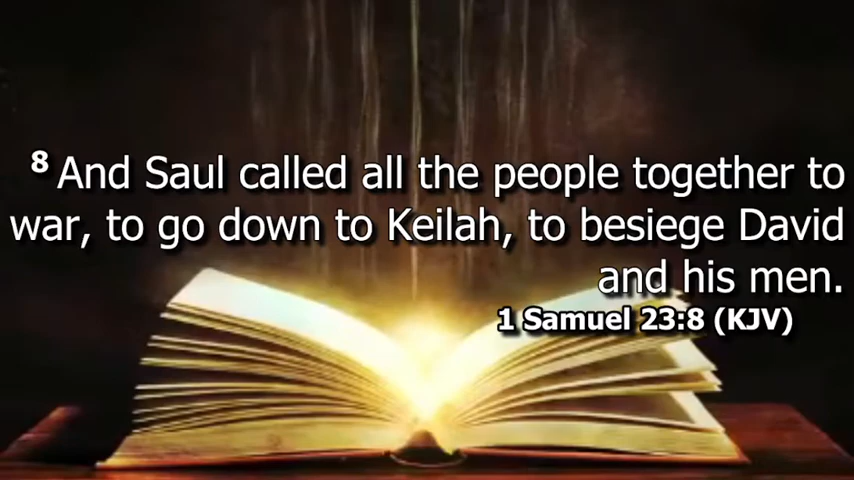 8 And Saul called all the people together to
war, to go down to Keilah, to besiege David
and his men.
1 Samuel 23:8 (KJV)